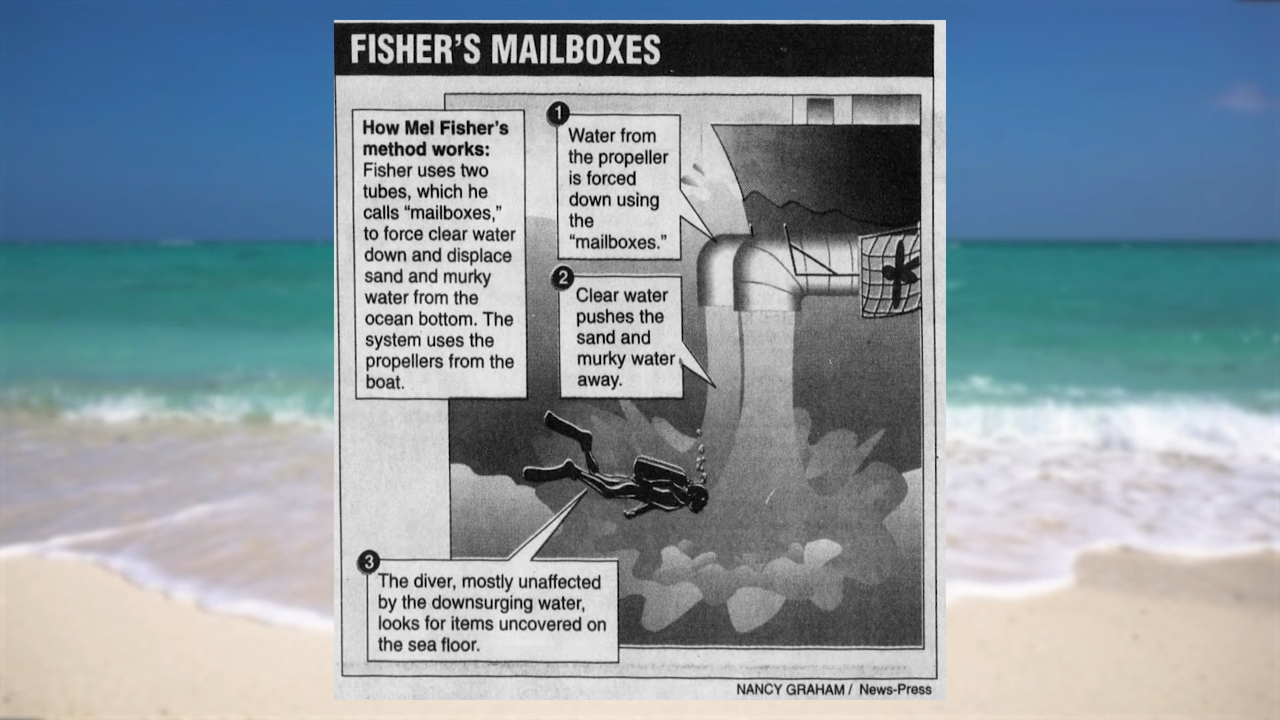 FISHER'S MAILBOXES
How Mel Fisher's
method works:
Fisher uses two
tubes, which he
calls “mailboxes,”
to force clear water
down and displace
sand and murky
water from the
ocean bottom. The
system uses the
propellers from the
boat.
1
Water from
the propeller
is forced
down using
the
“mailboxes.”
2
Clear water
pushes the
sand and
murky water
away.
3
The diver, mostly unaffected
by the downsurging water,
looks for items uncovered on
the sea floor.
NANCY GRAHAM / News-Press